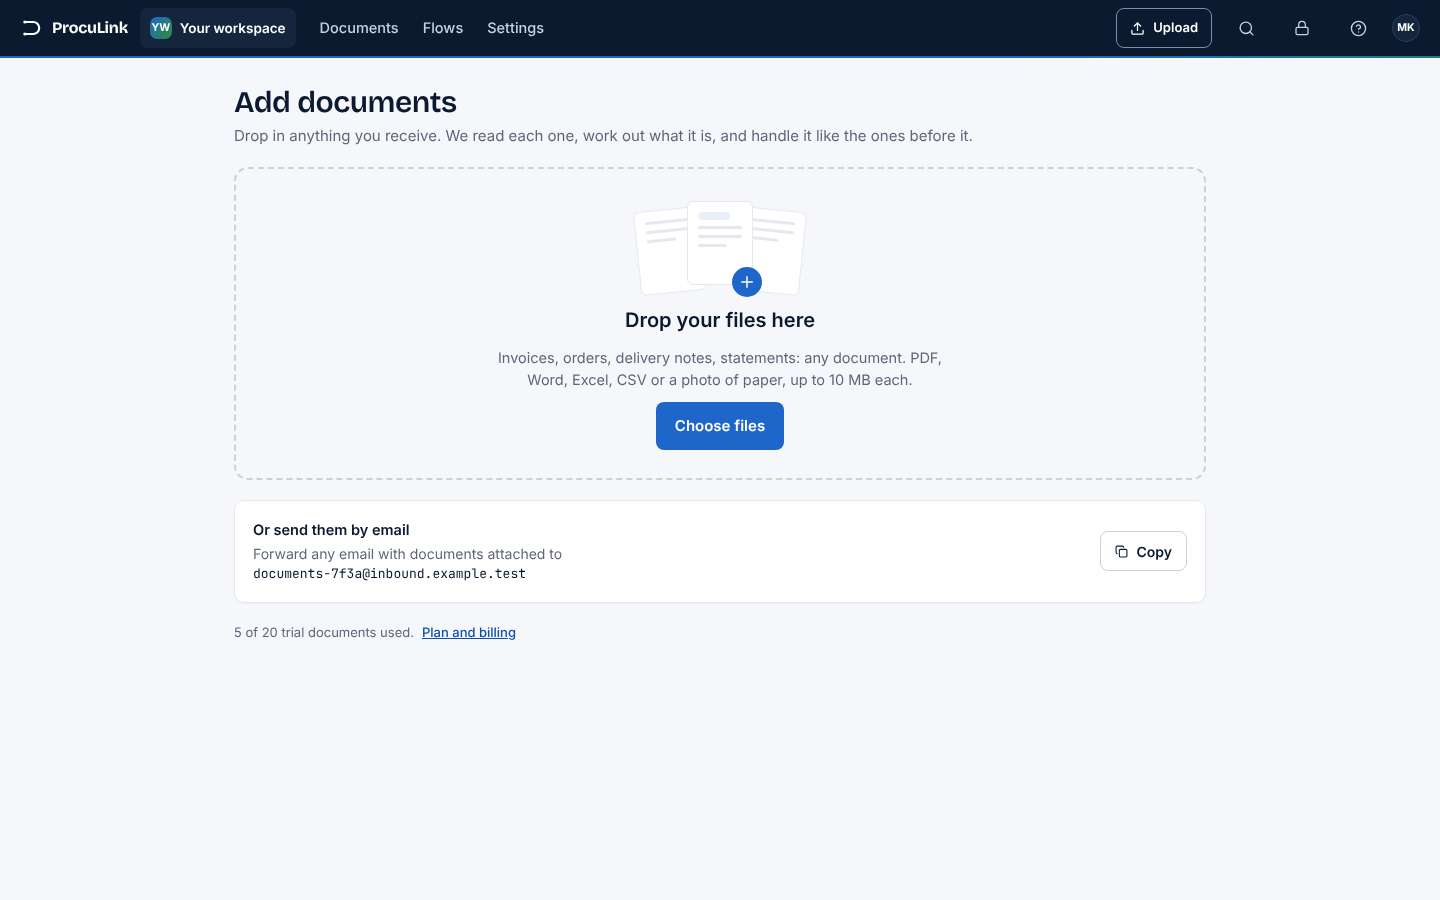 ProcuLink
YW
Your workspace
Documents
Flows
Settings
Upload
MK
Add documents
Drop in anything you receive. We read each one, work out what it is, and handle it like the ones before it.
Drop your files here
Invoices, orders, delivery notes, statements: any document. PDF,
Word, Excel, CSV or a photo of paper, up to 10 MB each.
Choose files
Or send them by email
Forward any email with documents attached to
documents-7f3a@inbound.example.test
Copy
5 of 20 trial documents used. Plan and billing